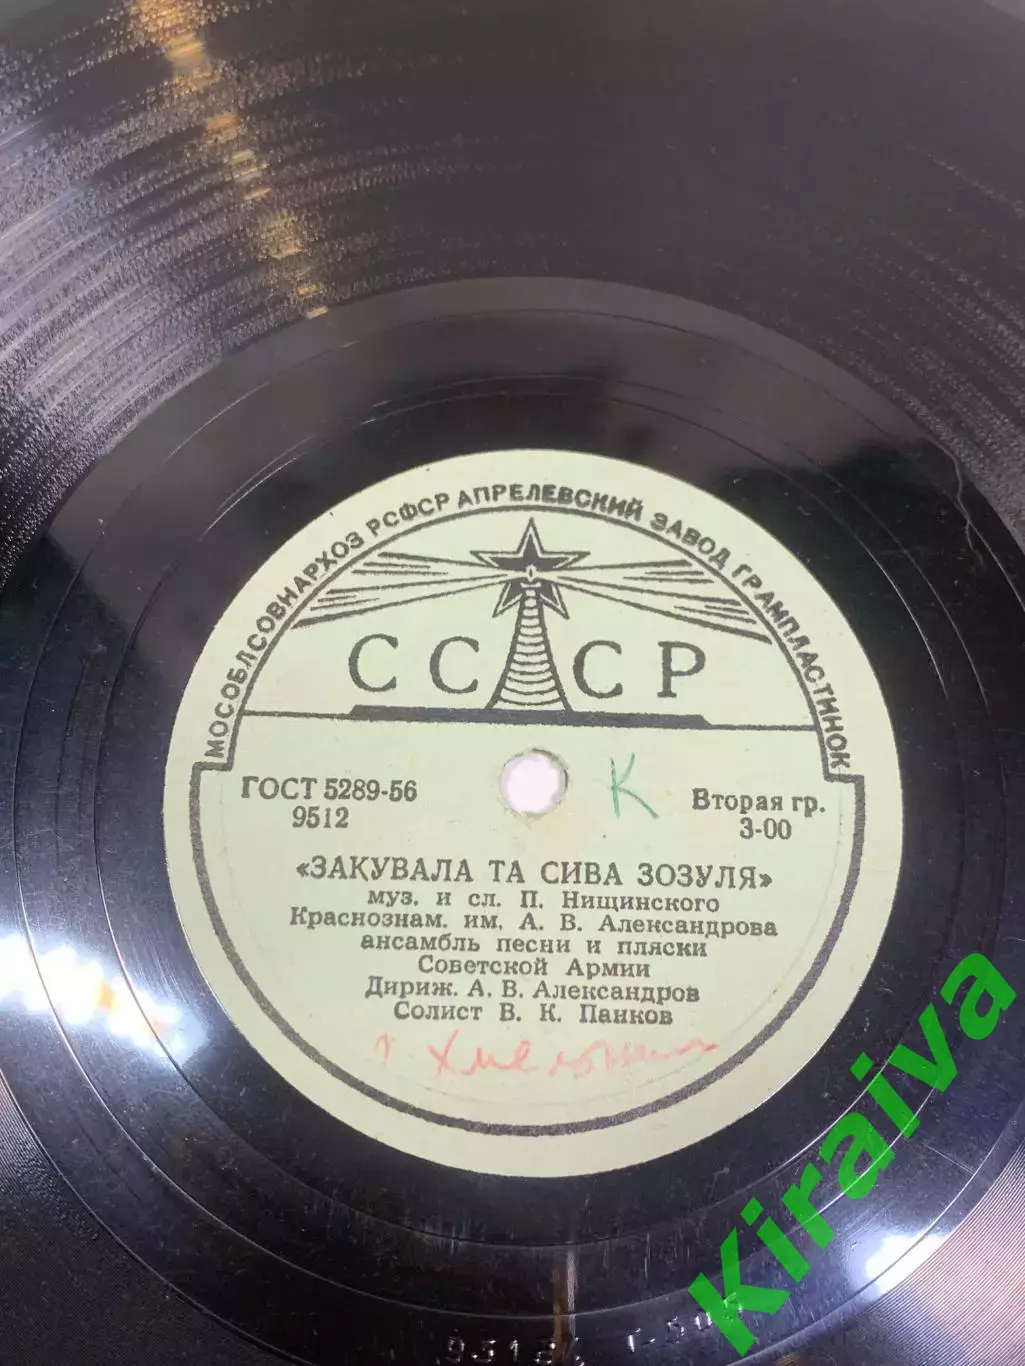 МОСОБЛСОВНАРХОЗ РСФСР АПРЕЛЕВСКИЙ ЗАВОД ГРАМПЛАСТИНОК
СССР
ГОСТ 5289-56
9512
К
Вторая гр.
3-00
«ЗАКУВАЛА ТА СИВА ЗОЗУЛЯ»
муз. и сл. П. Нищинского
Краснознам. им. А. В. Александрова
ансамбль песни и пляски
Советской Армии
Дириж. А. В. Александров
Солист В. К. Панков
Kiraiva